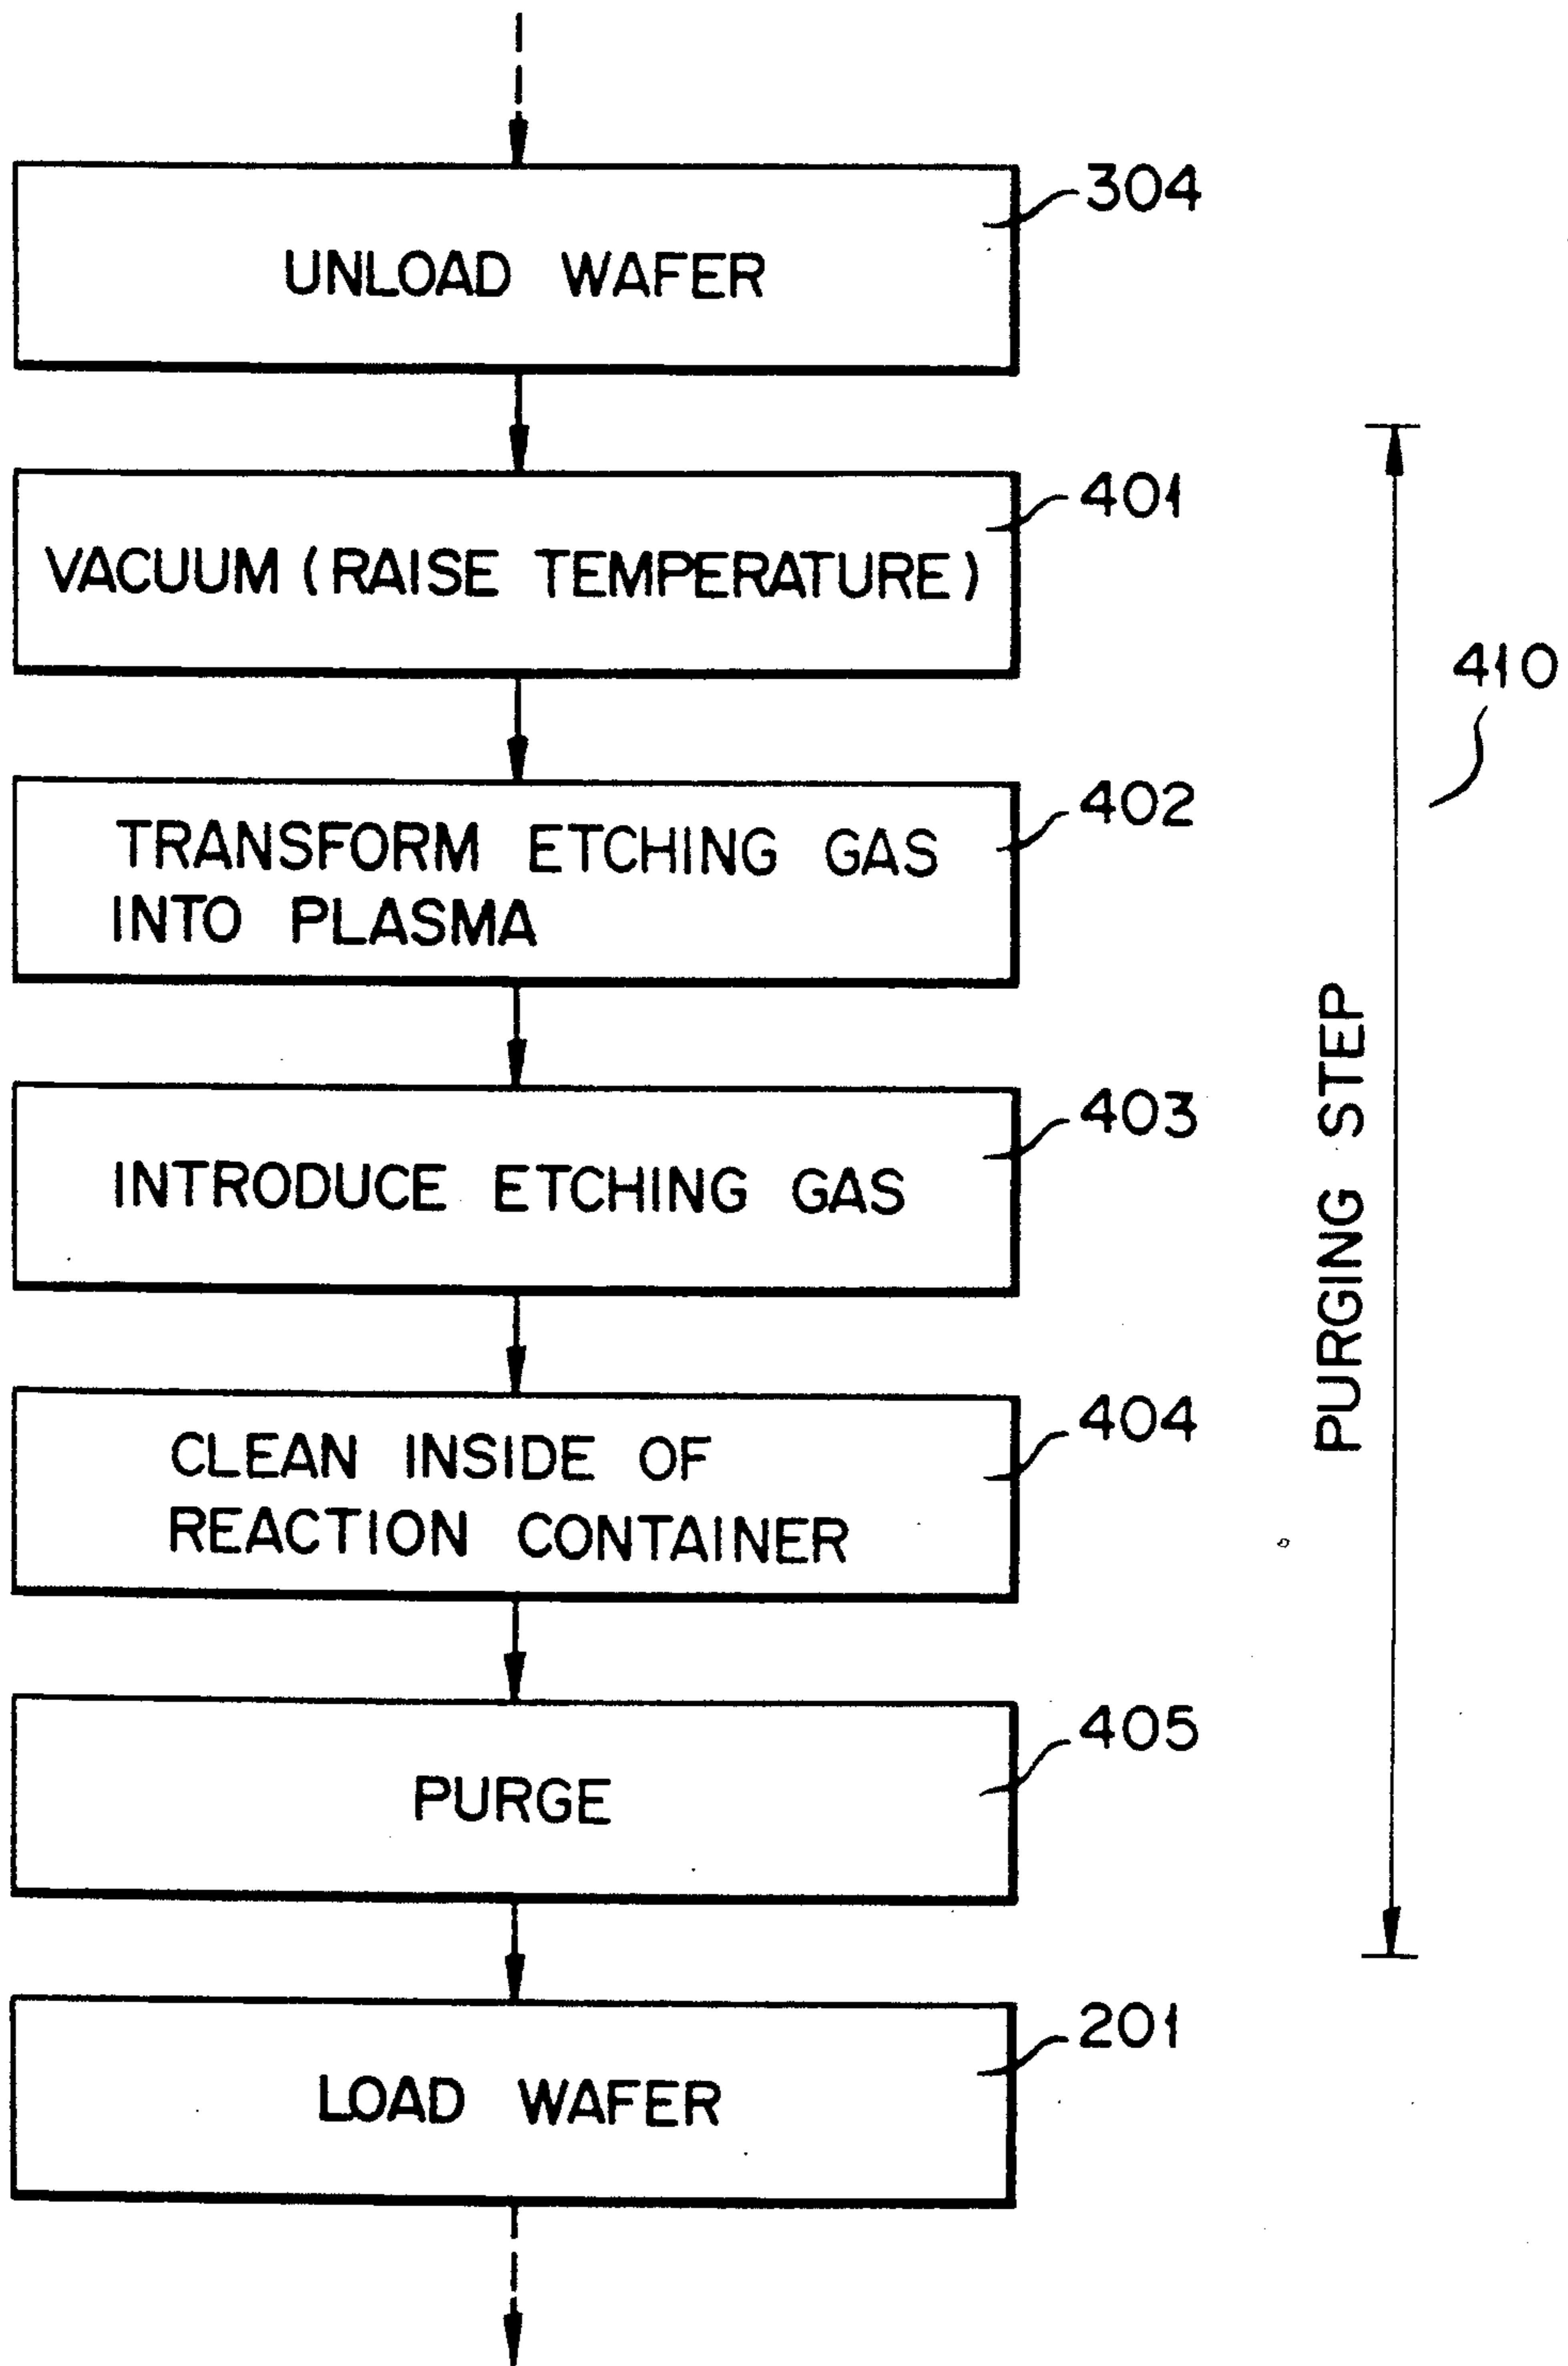 304
UNLOAD WAFER
401
VACUUM (RAISE TEMPERATURE)
410
402
TRANSFORM ETCHING GAS
INTO PLASMA
403
INTRODUCE ETCHING GAS
PURGING STEP
404
CLEAN INSIDE OF
REACTION CONTAINER
405
PURGE
201
LOAD WAFER